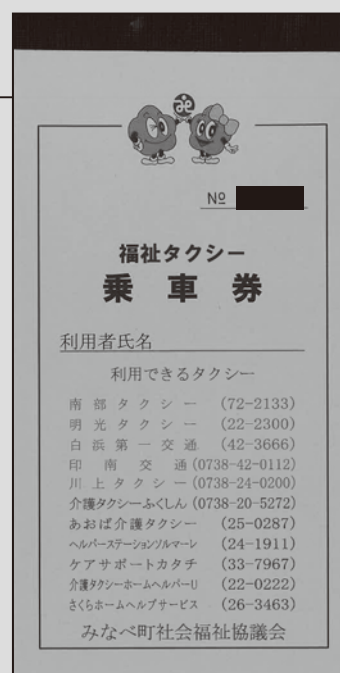 №
福祉タクシー
乗車券
利用者氏名
利用できるタクシー
南部タクシー (72-2133)
明光タクシー (22-2300)
白浜第一交通 (42-3666)
印南交通 (0738-42-0112)
川上タクシー (0738-24-0200)
介護タクシーふくしん (0738-20-5272)
あおば介護タクシー (25-0287)
ヘルパーステーションソルマーレ (24-1911)
ケアサポートカタチ (33-7967)
介護タクシーホームヘルパーU (22-0222)
さくらホームヘルプサービス (26-3463)
みなべ町社会福祉協議会